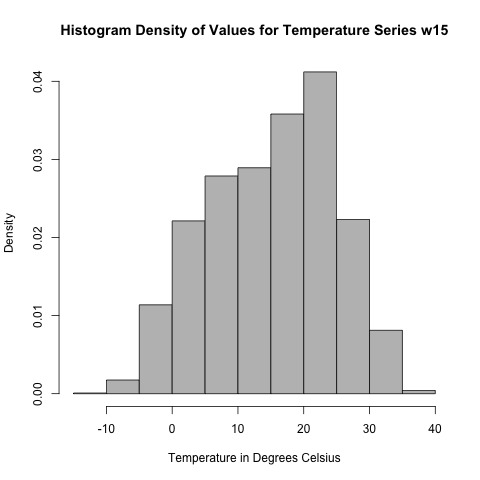 Histogram Density of Values for Temperature Series w15
Density
0.04
0.03
0.02
0.01
0.00
-10 0 10 20 30 40
Temperature in Degrees Celsius